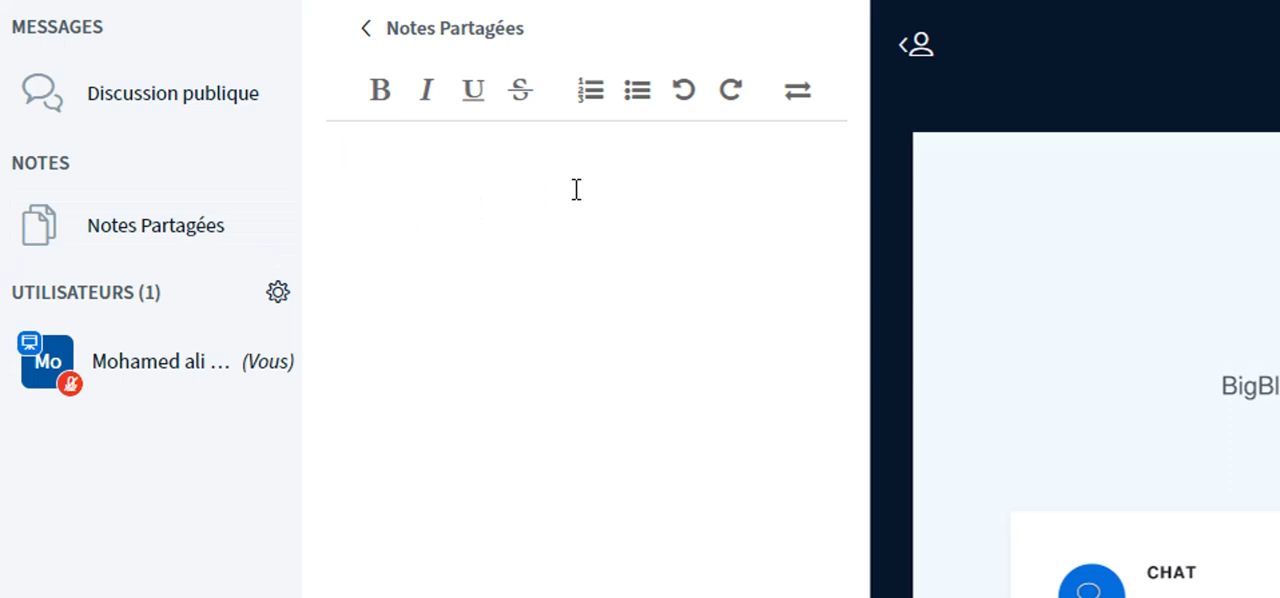 MESSAGES
Discussion publique
NOTES
Notes Partagées
UTILISATEURS (1)
Mo
Mohamed ali ... (Vous)
Notes Partagées
B I U S
BigBl
CHAT